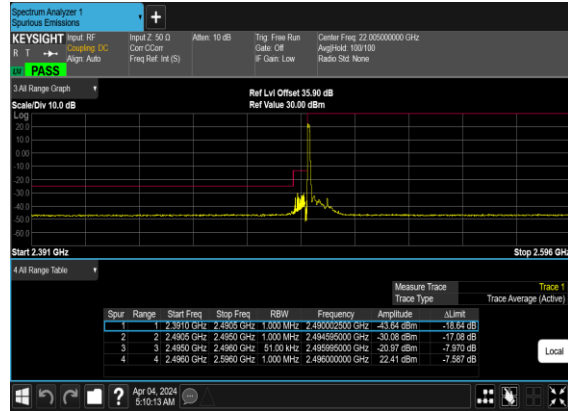 Spectrum Analyzer 1
Spurious Emissions
KEYSIGHT
R T
PASS
Input: RF
Coupling: DC
Align: Auto
Input Z: 50 Ω
Corr CCorr
Freq Ref: Int (S)
Atten: 10 dB
Trig: Free Run
Gate: Off
IF Gain: Low
Center Freq: 22.005000000 GHz
Avg|Hold: 100/100
Radio Std: None
3 All Range Graph
Scale/Div 10.0 dB
Ref Lvl Offset 35.90 dB
Ref Value 30.00 dBm
Log
20.0
10.0
0.00
-10.0
-20.0
-30.0
-40.0
-50.0
-60.0
Start 2.391 GHz
Stop 2.596 GHz
4 All Range Table
Measure Trace Trace 1
Trace Type Trace Average (Active)
Spur Range Start Freq Stop Freq RBW Frequency Amplitude ΔLimit
1 1 2.3910 GHz 2.4905 GHz 1.000 MHz 2.490002500 GHz -43.64 dBm -18.64 dB
2 2 2.4905 GHz 2.4950 GHz 1.000 MHz 2.494595000 GHz -30.08 dBm -17.08 dB
3 3 2.4950 GHz 2.4960 GHz 51.00 kHz 2.495995000 GHz -20.97 dBm -7.970 dB
4 4 2.4960 GHz 2.5960 GHz 1.000 MHz 2.496000000 GHz 22.41 dBm -7.587 dB
Local
?
Apr 04, 2024
5:10:13 AM